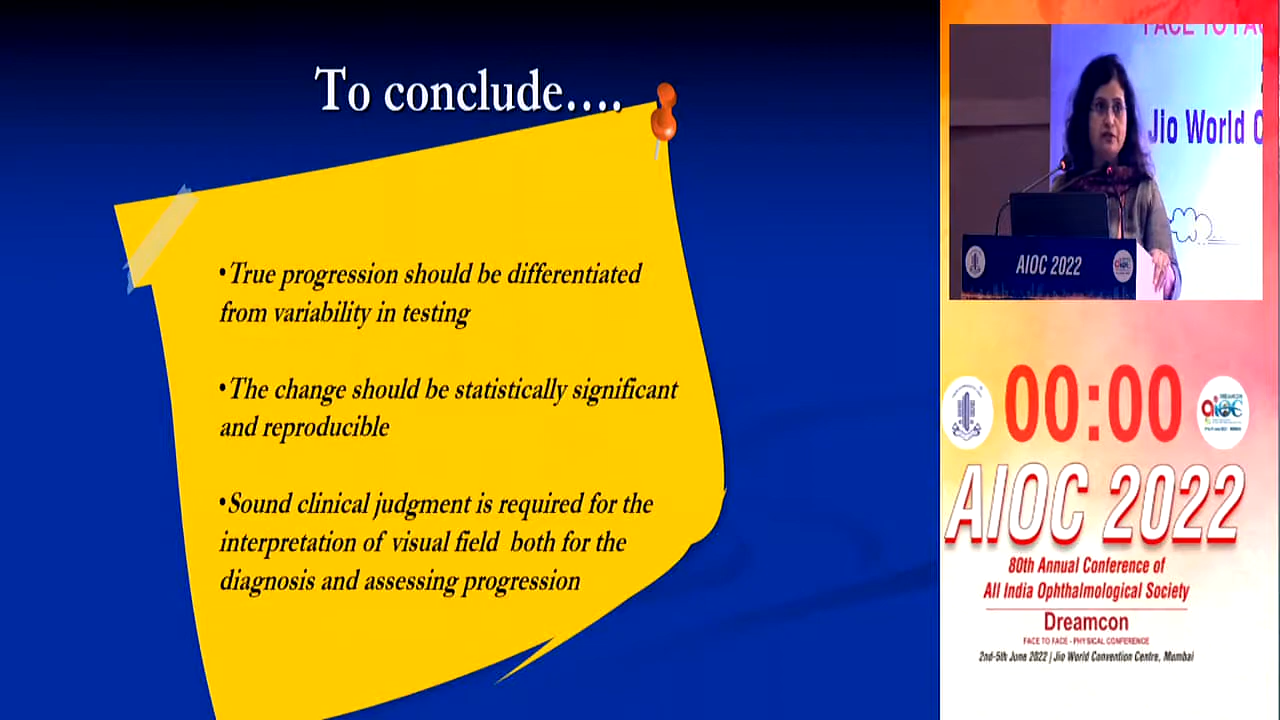 To conclude....
•True progression should be differentiated
from variability in testing
•The change should be statistically significant
and reproducible
•Sound clinical judgment is required for the
interpretation of visual field both for the
diagnosis and assessing progression
FACE TO FA
Jio World C
AIOC 2022
00:00
AIOC 2022
80th Annual Conference of
All India Ophthalmological Society
Dreamcon
FACE TO FACE - PHYSICAL CONFERENCE
2nd-5th June 2022 | Jio World Convention Centre, Mumbai